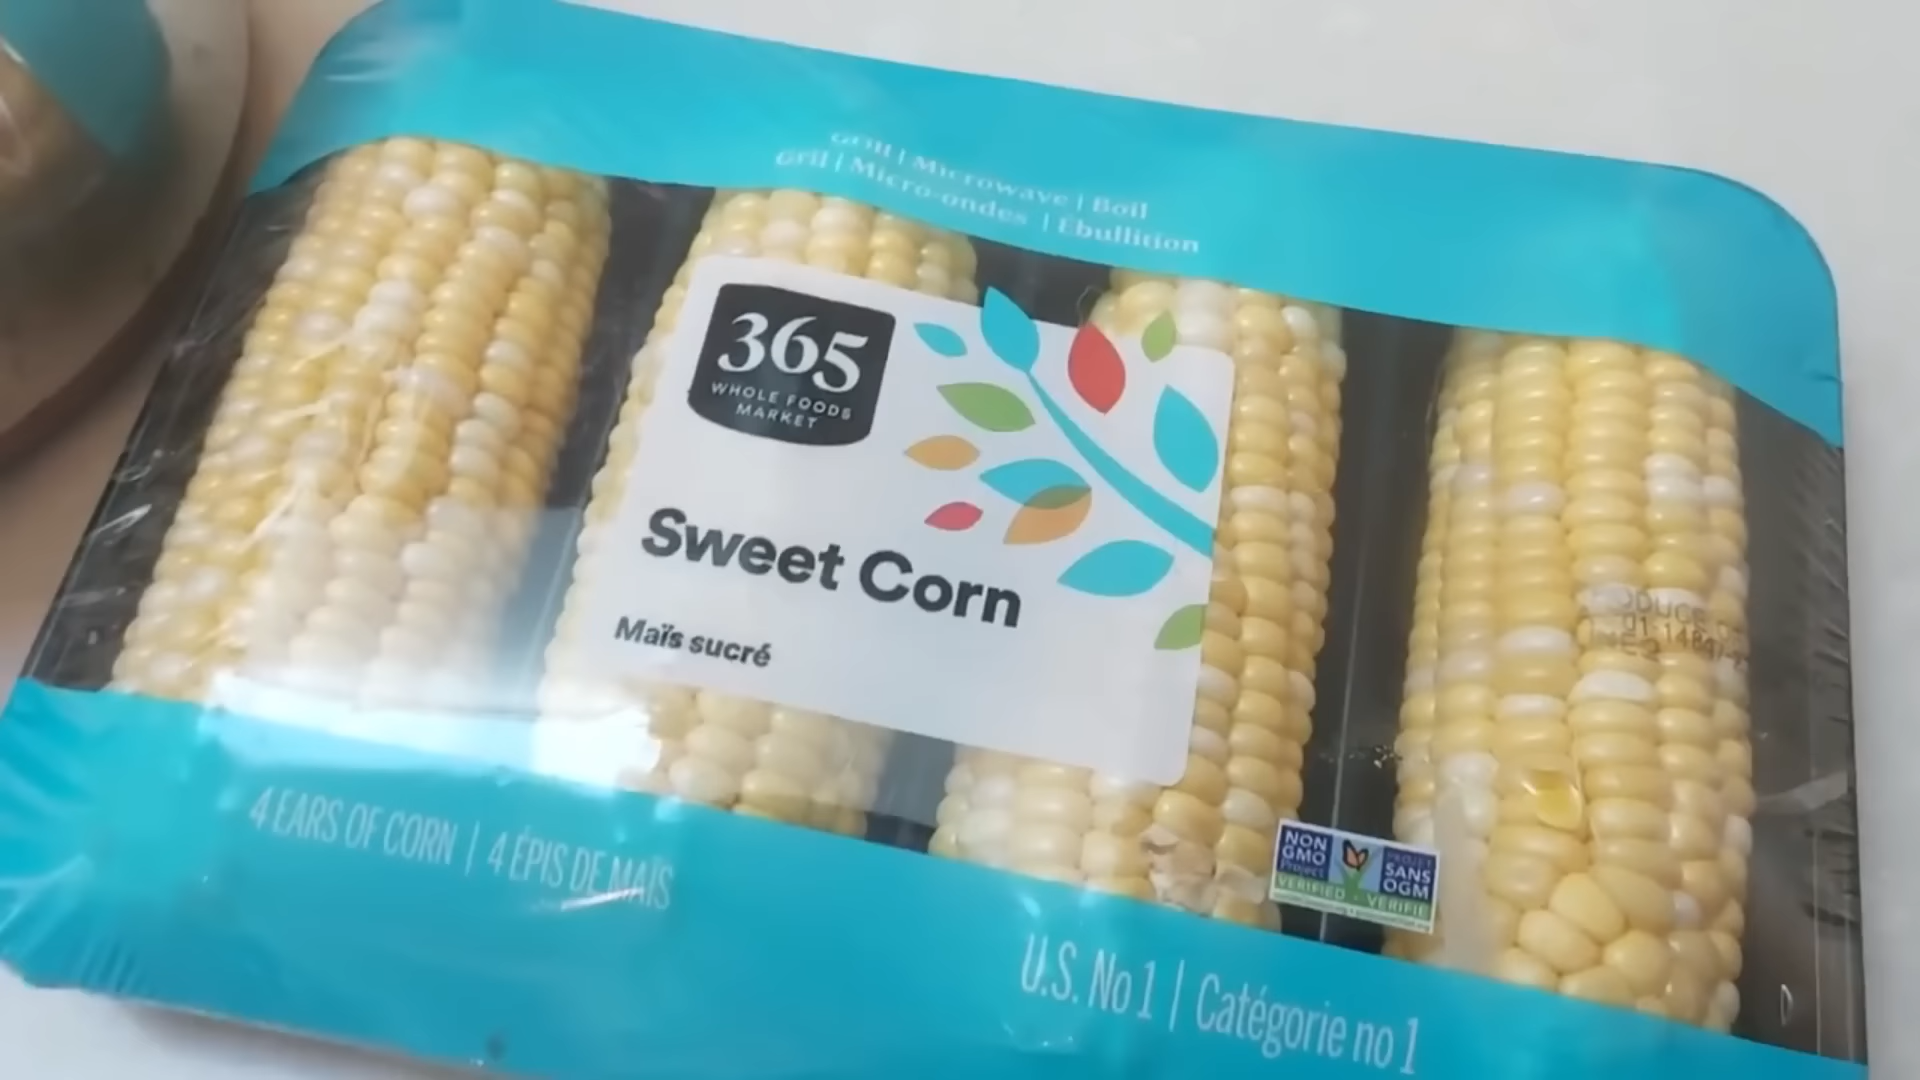 Grill | Microwave | Boil
Gril | Micro-ondes | Ébullition
365
WHOLE FOODS
MARKET
Sweet Corn
Maïs sucré
NON
GMO
Project
VERIFIED
PROJET
SANS
OGM
VERIFIÉ
4 EARS OF CORN | 4 ÉPIS DE MAÏS
U.S. No 1 | Catégorie no 1